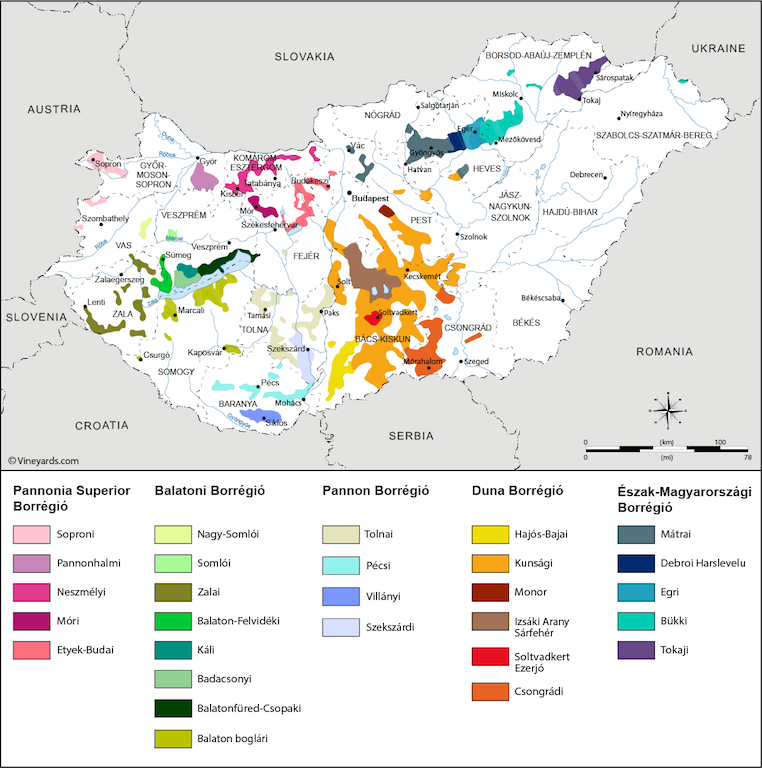 SLOVAKIA
UKRAINE
AUSTRIA
BORSOD-ABAÚJ-ZEMPLÉN
Sárospatak
Miskolc
Tokaj
Salgótarján
NÓGRÁD
Nyíregyháza
SZABOLCS-SZATMÁR-BEREG
Eger
Mezőkövesd
Gyöngyös
Hatvan
HEVES
Vác
Duna
Rábca
Sopron
Győr
GYŐR-
MOSON-
SOPRON
KOMÁROM-
ESZTERGOM
Tatabánya
Kisbér
Budakeszi
Budapest
Debrecen
JÁSZ-
NAGYKUN-
SZOLNOK
HAJDÚ-BIHAR
Mór
Székesfehérvár
PEST
Szombathely
VESZPRÉM
Marcal
Rába
Szolnok
VAS
Veszprém
FEJÉR
Sümeg
Zalaegerszeg
Kecskemét
Solt
Zala
Lenti
ZALA
Marcali
Tamási
Paks
TOLNA
Soltvadkert
Békéscsaba
SLOVENIA
CSONGRÁD
BÉKÉS
BÁCS-KISKUN
Csurgó
Kaposvár
Szekszárd
Mórahalom
Szeged
ROMANIA
SOMOGY
Pécs
BARANYA
Mohács
Gyöngyös
Siklós
CROATIA
SERBIA
0 (km) 100
0 (mi) 78
© Vineyards.com
Pannonia Superior
Borrégió
Soproni
Pannonhalmi
Neszmélyi
Móri
Etyek-Budai
Balatoni Borrégió
Nagy-Somlói
Somlói
Zalai
Balaton-Felvidéki
Káli
Badacsonyi
Balatonfüred-Csopaki
Balaton boglári
Pannon Borrégió
Tolnai
Pécsi
Villányi
Szekszárdi
Duna Borrégió
Hajós-Bajai
Kunsági
Monor
Izsáki Arany
Sárfehér
Soltvadkert
Ezerjó
Csongrádi
Észak-Magyarországi
Borrégió
Mátrai
Debroi Harslevelu
Egri
Bükki
Tokaji